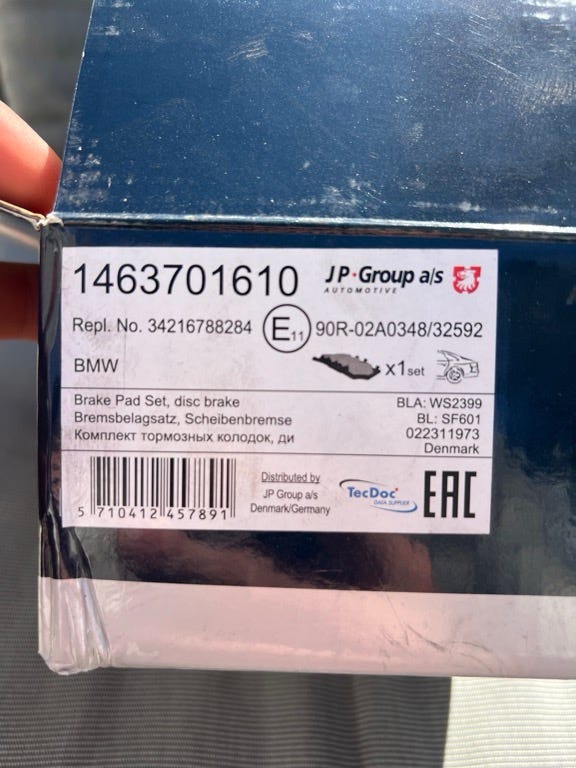 1463701610
JP Group a/s
AUTOMOTIVE
Repl. No. 34216788284
E11
90R-02A0348/32592
BMW
x1set
Brake Pad Set, disc brake
Bremsbelagsatz, Scheibenbremse
Комплект тормозных колодок, ди
BLA: WS2399
BL: SF601
022311973
Denmark
5 710412 457891
Distributed by
JP Group a/s
Denmark/Germany
TecDoc
DATA SUPPLIER
EAC